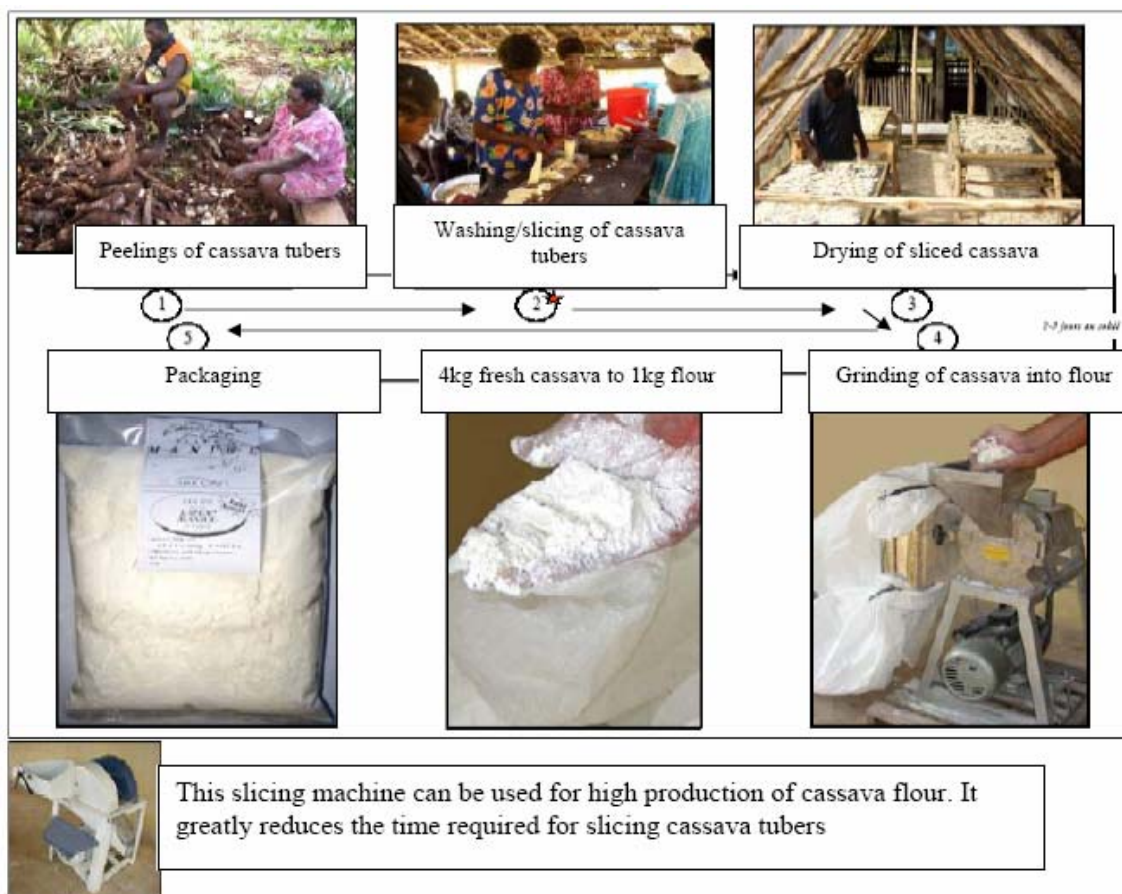 Peelings of cassava tubers
Washing/slicing of cassava
tubers
Drying of sliced cassava
1
2
3
5
4
Packaging
4kg fresh cassava to 1kg flour
Grinding of cassava into flour
MANIOC
This slicing machine can be used for high production of cassava flour. It
greatly reduces the time required for slicing cassava tubers